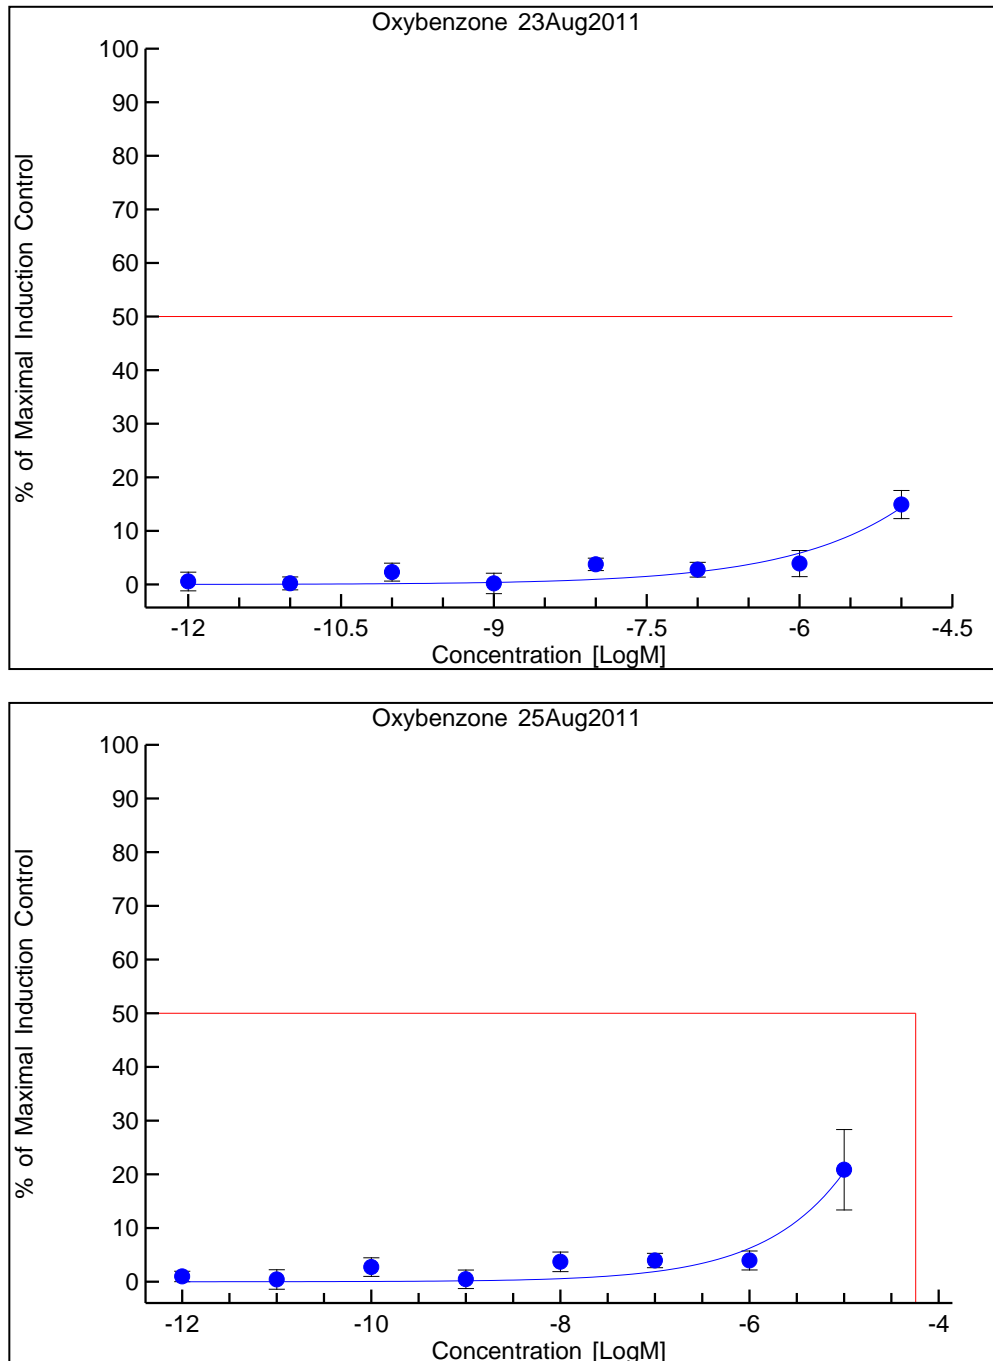 Oxybenzone 23Aug2011
% of Maximal Induction Control
100
90
80
70
60
50
40
30
20
10
0
-12 -10.5 -9 -7.5 -6 -4.5
Concentration [LogM]
Oxybenzone 25Aug2011
% of Maximal Induction Control
100
90
80
70
60
50
40
30
20
10
0
-12 -10 -8 -6 -4
Concentration [LogM]